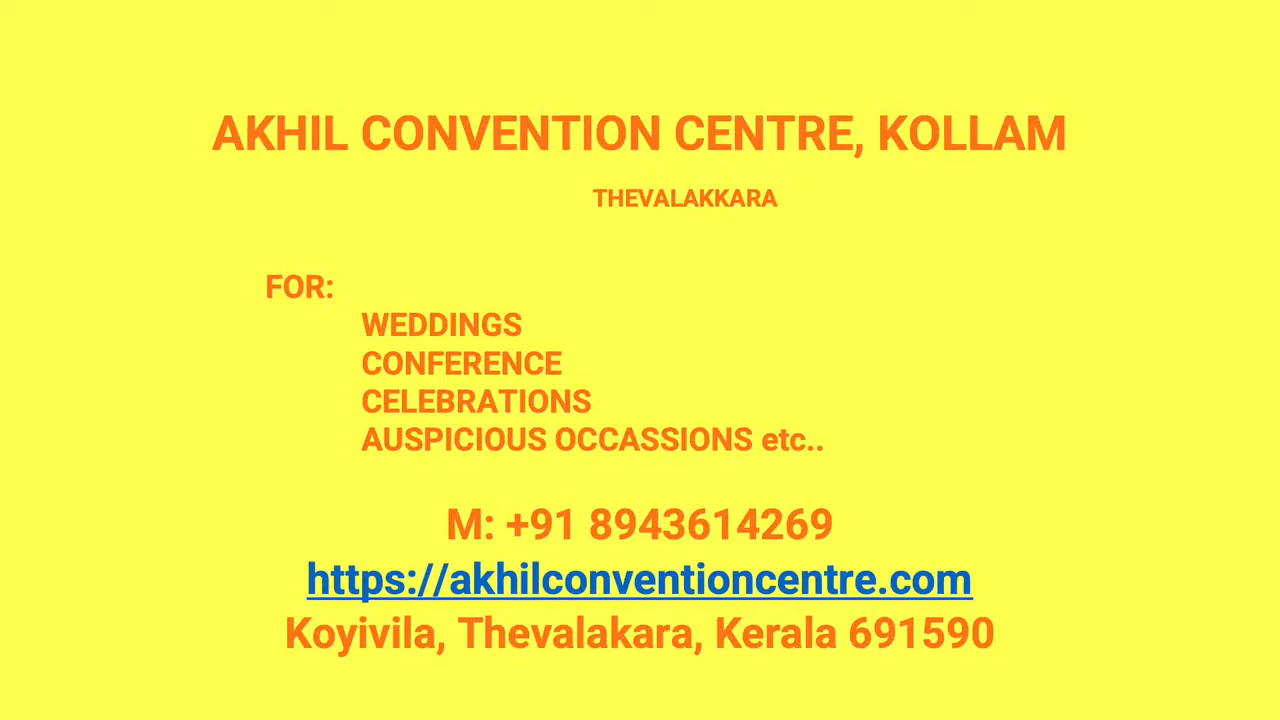 AKHIL CONVENTION CENTRE, KOLLAM
THEVALAKKARA
FOR:
WEDDINGS
CONFERENCE
CELEBRATIONS
AUSPICIOUS OCCASSIONS etc..
M: +91 8943614269
https://akhilconventioncentre.com
Koyivila, Thevalakara, Kerala 691590